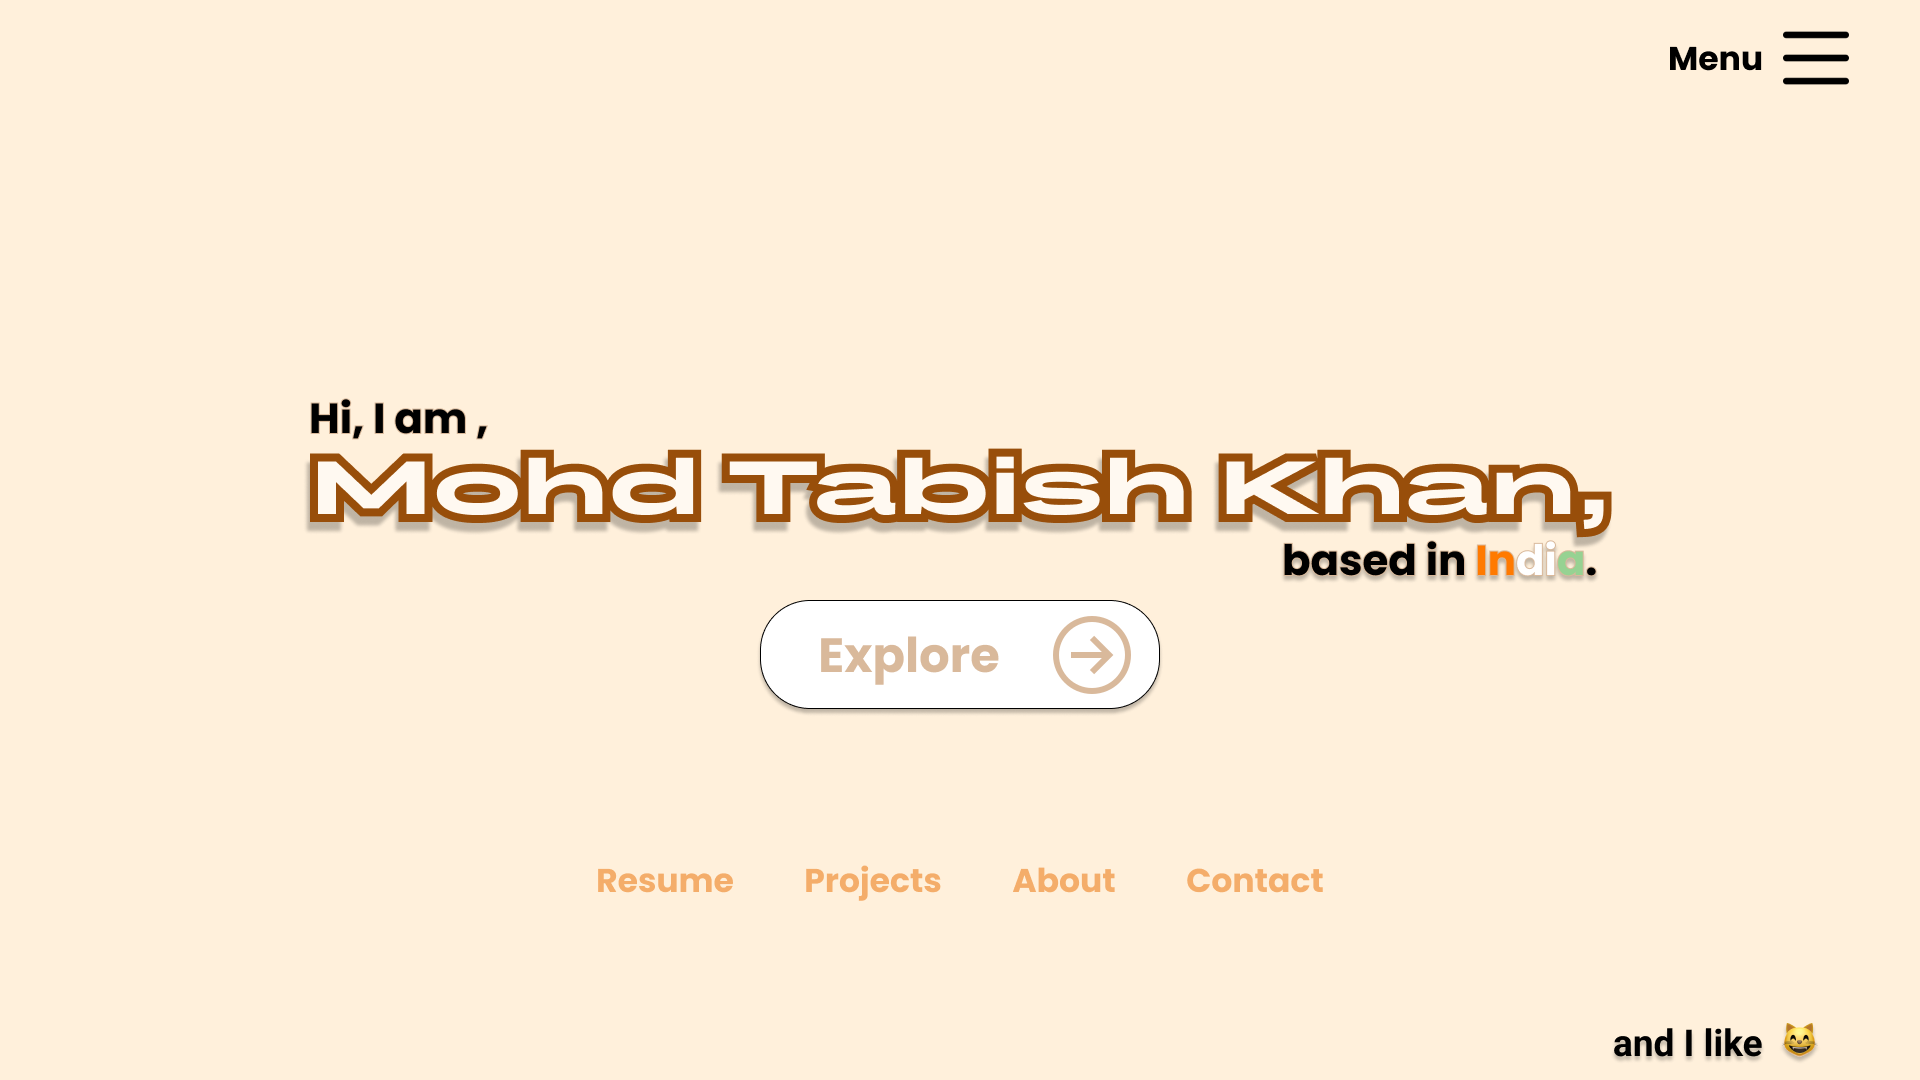 Menu
Hi, I am ,
Mohd Tabish Khan,
based in India.
Explore
Resume Projects About Contact
and I like 😸